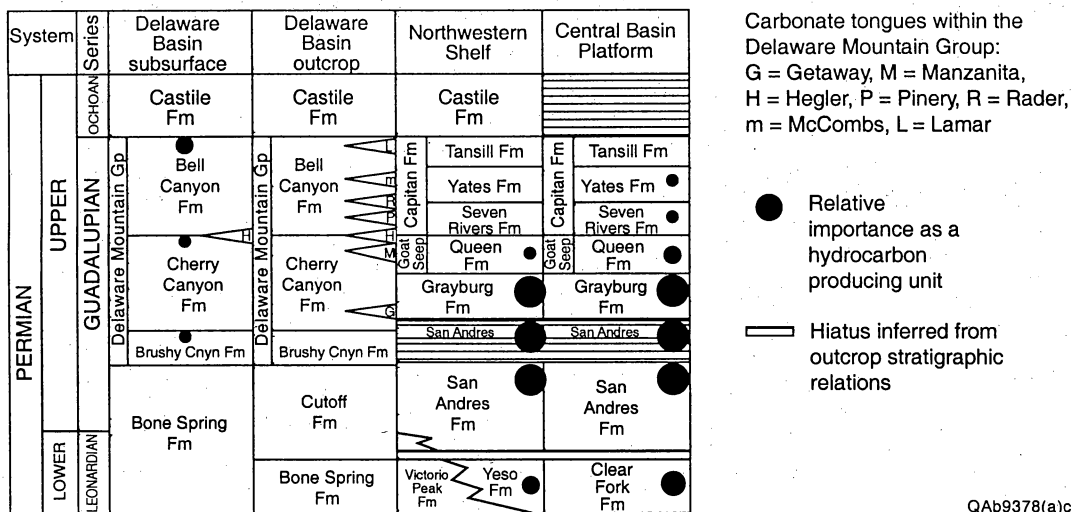 System
Series
Delaware
Basin
subsurface
Delaware
Basin
outcrop
Northwestern
Shelf
Central Basin
Platform
PERMIAN
UPPER
LOWER
OCHOAN
GUADALUPIAN
LEONARDIAN
Castile
Fm
Delaware Mountain Gp
Bell
Canyon
Fm
H
Cherry
Canyon
Fm
Brushy Cnyn Fm
Bone Spring
Fm
Castile
Fm
Delaware Mountain Gp
Bell
Canyon
Fm
L
m
R
P
H
M
Cherry
Canyon
Fm
G
Brushy Cnyn Fm
Cutoff
Fm
Bone Spring
Fm
Castile
Fm
Capitan Fm
Tansill Fm
Yates Fm
Seven
Rivers Fm
Goat
Seep
Queen
Fm
Grayburg
Fm
San Andres
San
Andres
Fm
Victorio
Peak
Fm
Yeso
Fm
Capitan Fm
Tansill Fm
Yates Fm
Seven
Rivers Fm
Goat
Seep
Queen
Fm
Grayburg
Fm
San Andres
San
Andres
Fm
Clear
Fork
Fm
Carbonate tongues within the
Delaware Mountain Group:
G = Getaway, M = Manzanita,
H = Hegler, P = Pinery, R = Rader,
m = McCombs, L = Lamar
Relative
importance as a
hydrocarbon
producing unit
Hiatus inferred from
outcrop stratigraphic
relations
QAb9378(a)c